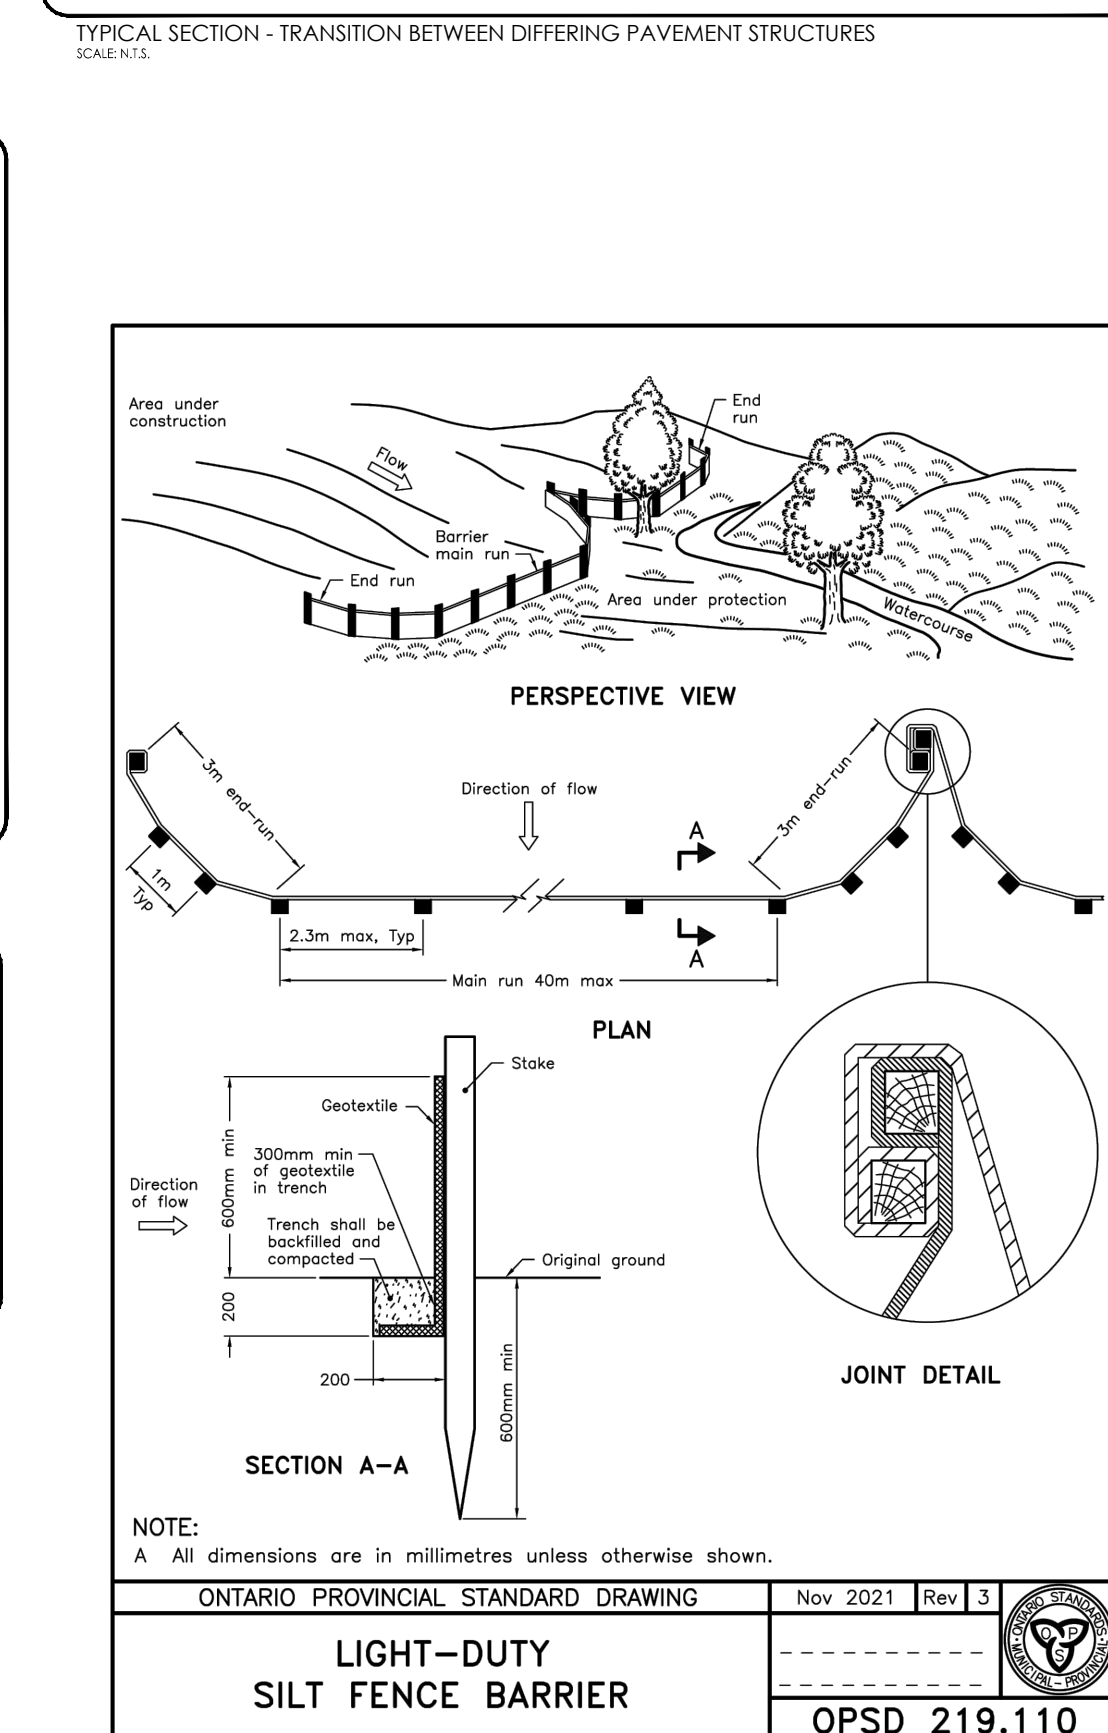 TYPICAL SECTION - TRANSITION BETWEEN DIFFERING PAVEMENT STRUCTURES
SCALE: N.T.S.
Area under
construction
Flow
End
run
Barrier
main run
End run
Area under protection
Watercourse
PERSPECTIVE VIEW
3m end-run
Direction of flow
3m end-run
A
1m
Typ
2.3m max, Typ
A
Main run 40m max
PLAN
Stake
Geotextile
600mm min
300mm min
of geotextile
in trench
Direction
of flow
Trench shall be
backfilled and
compacted
Original ground
200
200
600mm min
JOINT DETAIL
SECTION A-A
NOTE:
A All dimensions are in millimetres unless otherwise shown.
ONTARIO PROVINCIAL STANDARD DRAWING
Nov 2021
Rev
3
ONTARIO STANDARDS
MUNICIPAL - PROVINCIAL
O P
S
LIGHT-DUTY
SILT FENCE BARRIER
OPSD 219.110